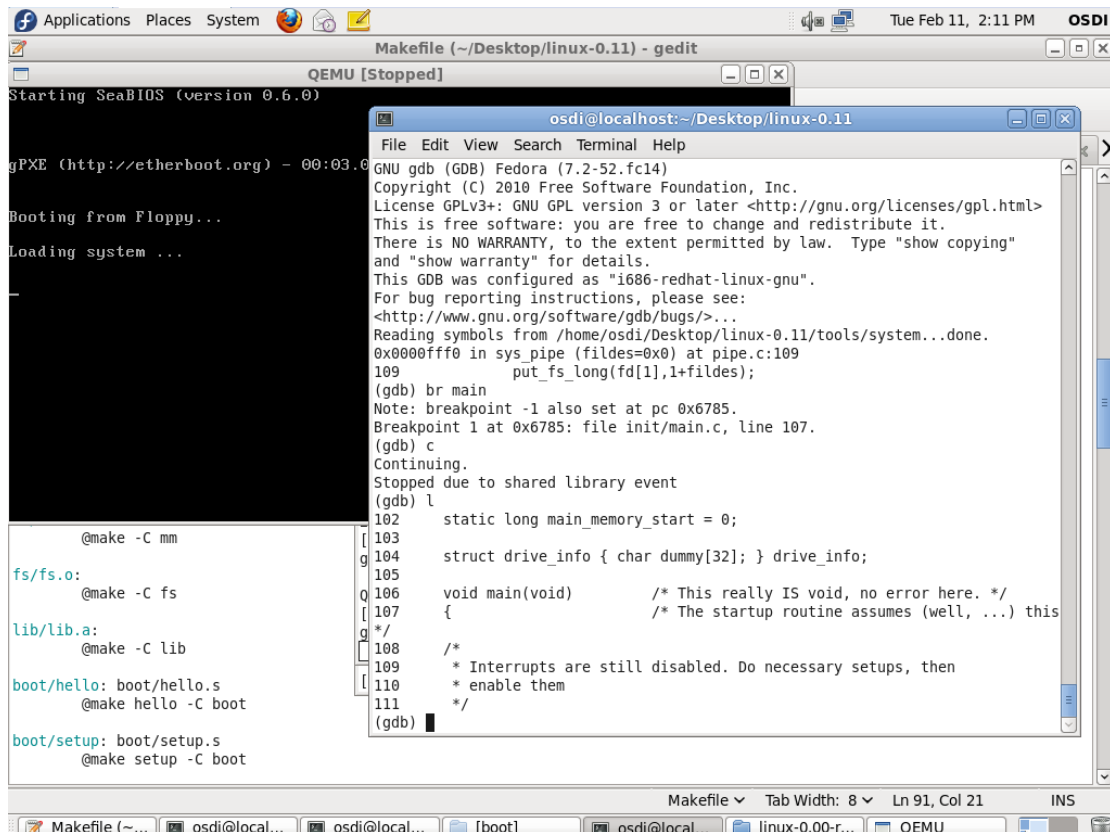 Applications Places System Tue Feb 11, 2:11 PM OSDI
Makefile (~/Desktop/linux-0.11) - gedit
QEMU [Stopped]
Starting SeaBIOS (version 0.6.0)
gPXE (http://etherboot.org) - 00:03.0
Booting from Floppy...
Loading system ...
osdi@localhost:~/Desktop/linux-0.11
File Edit View Search Terminal Help
GNU gdb (GDB) Fedora (7.2-52.fc14)
Copyright (C) 2010 Free Software Foundation, Inc.
License GPLv3+: GNU GPL version 3 or later <http://gnu.org/licenses/gpl.html>
This is free software: you are free to change and redistribute it.
There is NO WARRANTY, to the extent permitted by law.  Type "show copying"
and "show warranty" for details.
This GDB was configured as "i686-redhat-linux-gnu".
For bug reporting instructions, please see:
<http://www.gnu.org/software/gdb/bugs/>...
Reading symbols from /home/osdi/Desktop/linux-0.11/tools/system...done.
0x0000fff0 in sys_pipe (fildes=0x0) at pipe.c:109
109 put_fs_long(fd[1],1+fildes);
(gdb) br main
Note: breakpoint -1 also set at pc 0x6785.
Breakpoint 1 at 0x6785: file init/main.c, line 107.
(gdb) c
Continuing.
Stopped due to shared library event
(gdb) l
102 static long main_memory_start = 0;
103
104 struct drive_info { char dummy[32]; } drive_info;
105
106 void main(void) /* This really IS void, no error here. */
107 { /* The startup routine assumes (well, ...) this
*/
108 /*
109 * Interrupts are still disabled. Do necessary setups, then
110 * enable them
111 */
(gdb)
@make -C mm
fs/fs.o:
@make -C fs
lib/lib.a:
@make -C lib
boot/hello: boot/hello.s
@make hello -C boot
boot/setup: boot/setup.s
@make setup -C boot
Makefile Tab Width: 8 Ln 91, Col 21 INS
Makefile (~... osdi@local... osdi@local... [boot] osdi@local... linux-0.00-r... QEMU